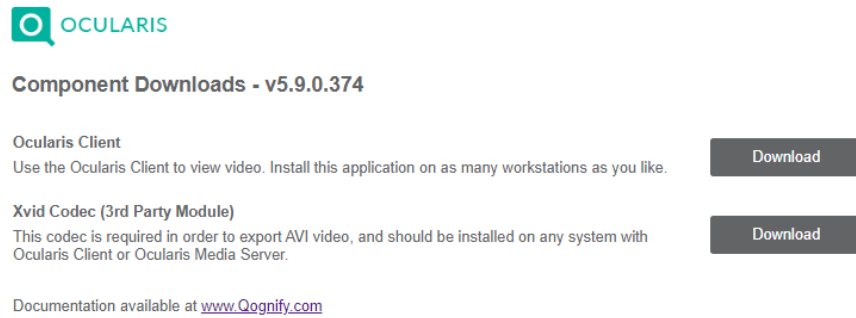 OCULARIS
Component Downloads - v5.9.0.374
Ocularis Client
Use the Ocularis Client to view video. Install this application on as many workstations as you like.
Download
Xvid Codec (3rd Party Module)
This codec is required in order to export AVI video, and should be installed on any system with
Ocularis Client or Ocularis Media Server.
Download
Documentation available at www.Qognify.com